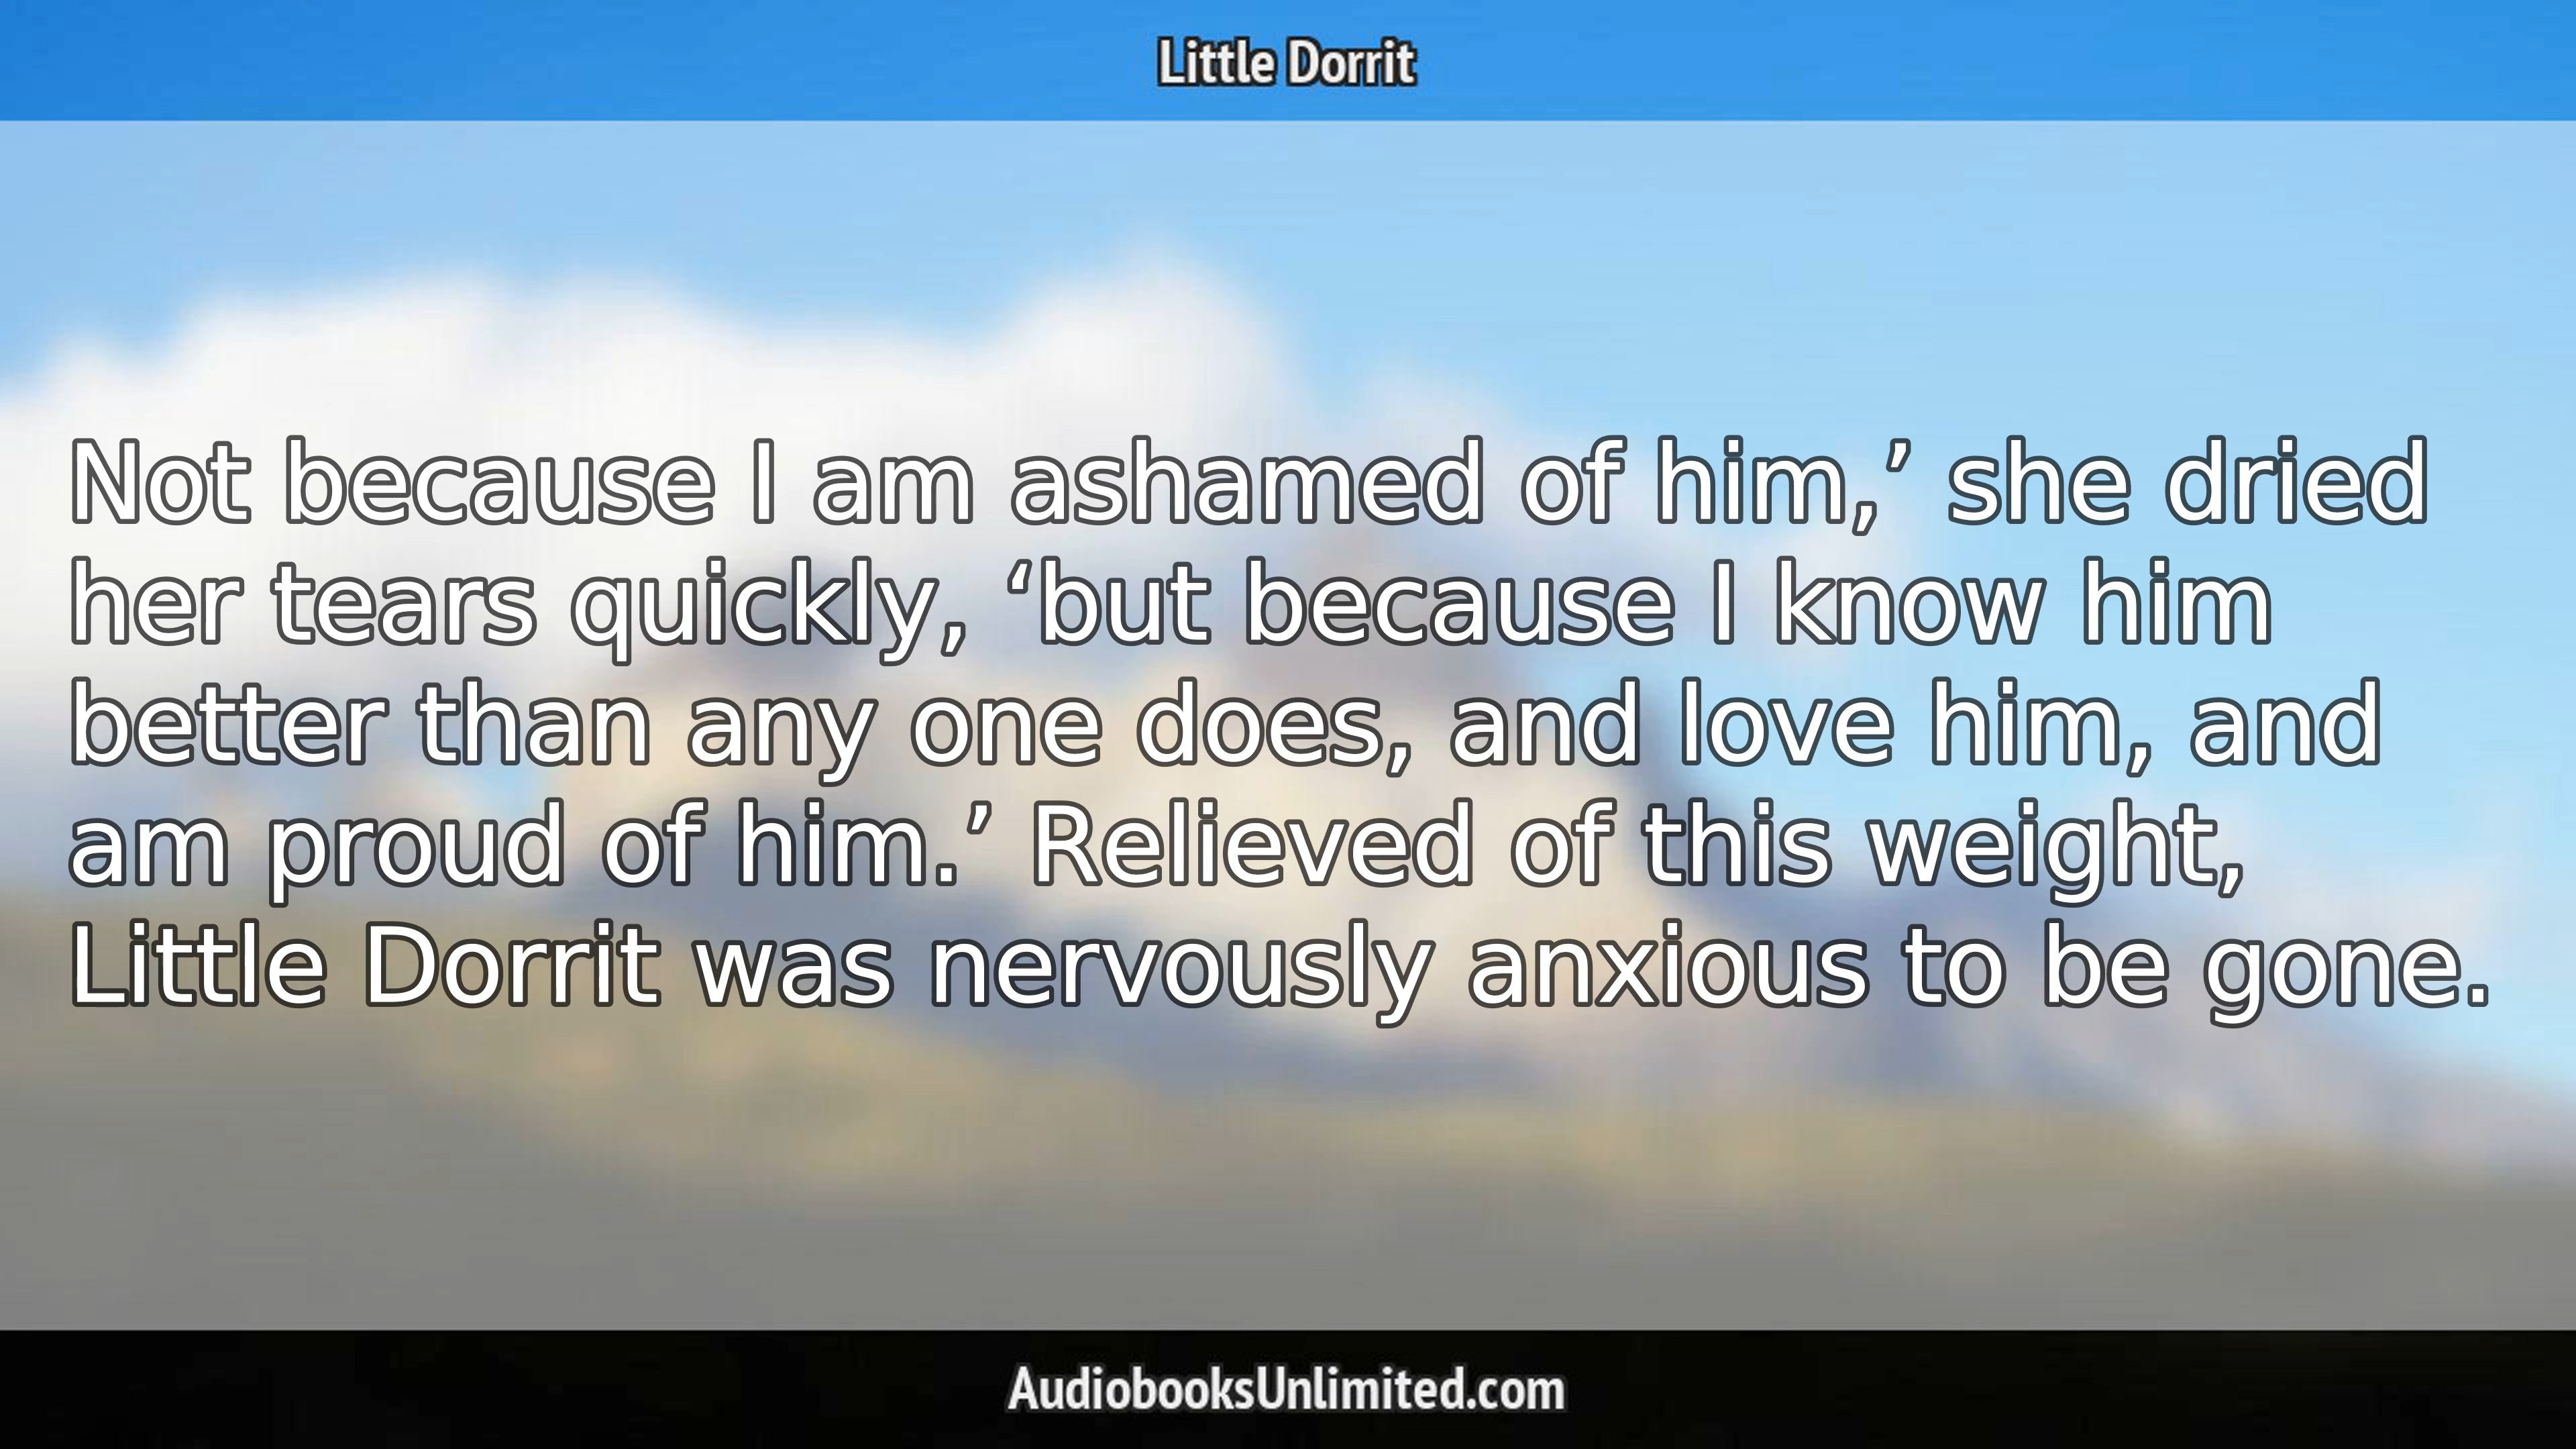 Little Dorrit
Not because I am ashamed of him,’ she dried
her tears quickly, ‘but because I know him
better than any one does, and love him, and
am proud of him.’ Relieved of this weight,
Little Dorrit was nervously anxious to be gone.
AudiobooksUnlimited.com